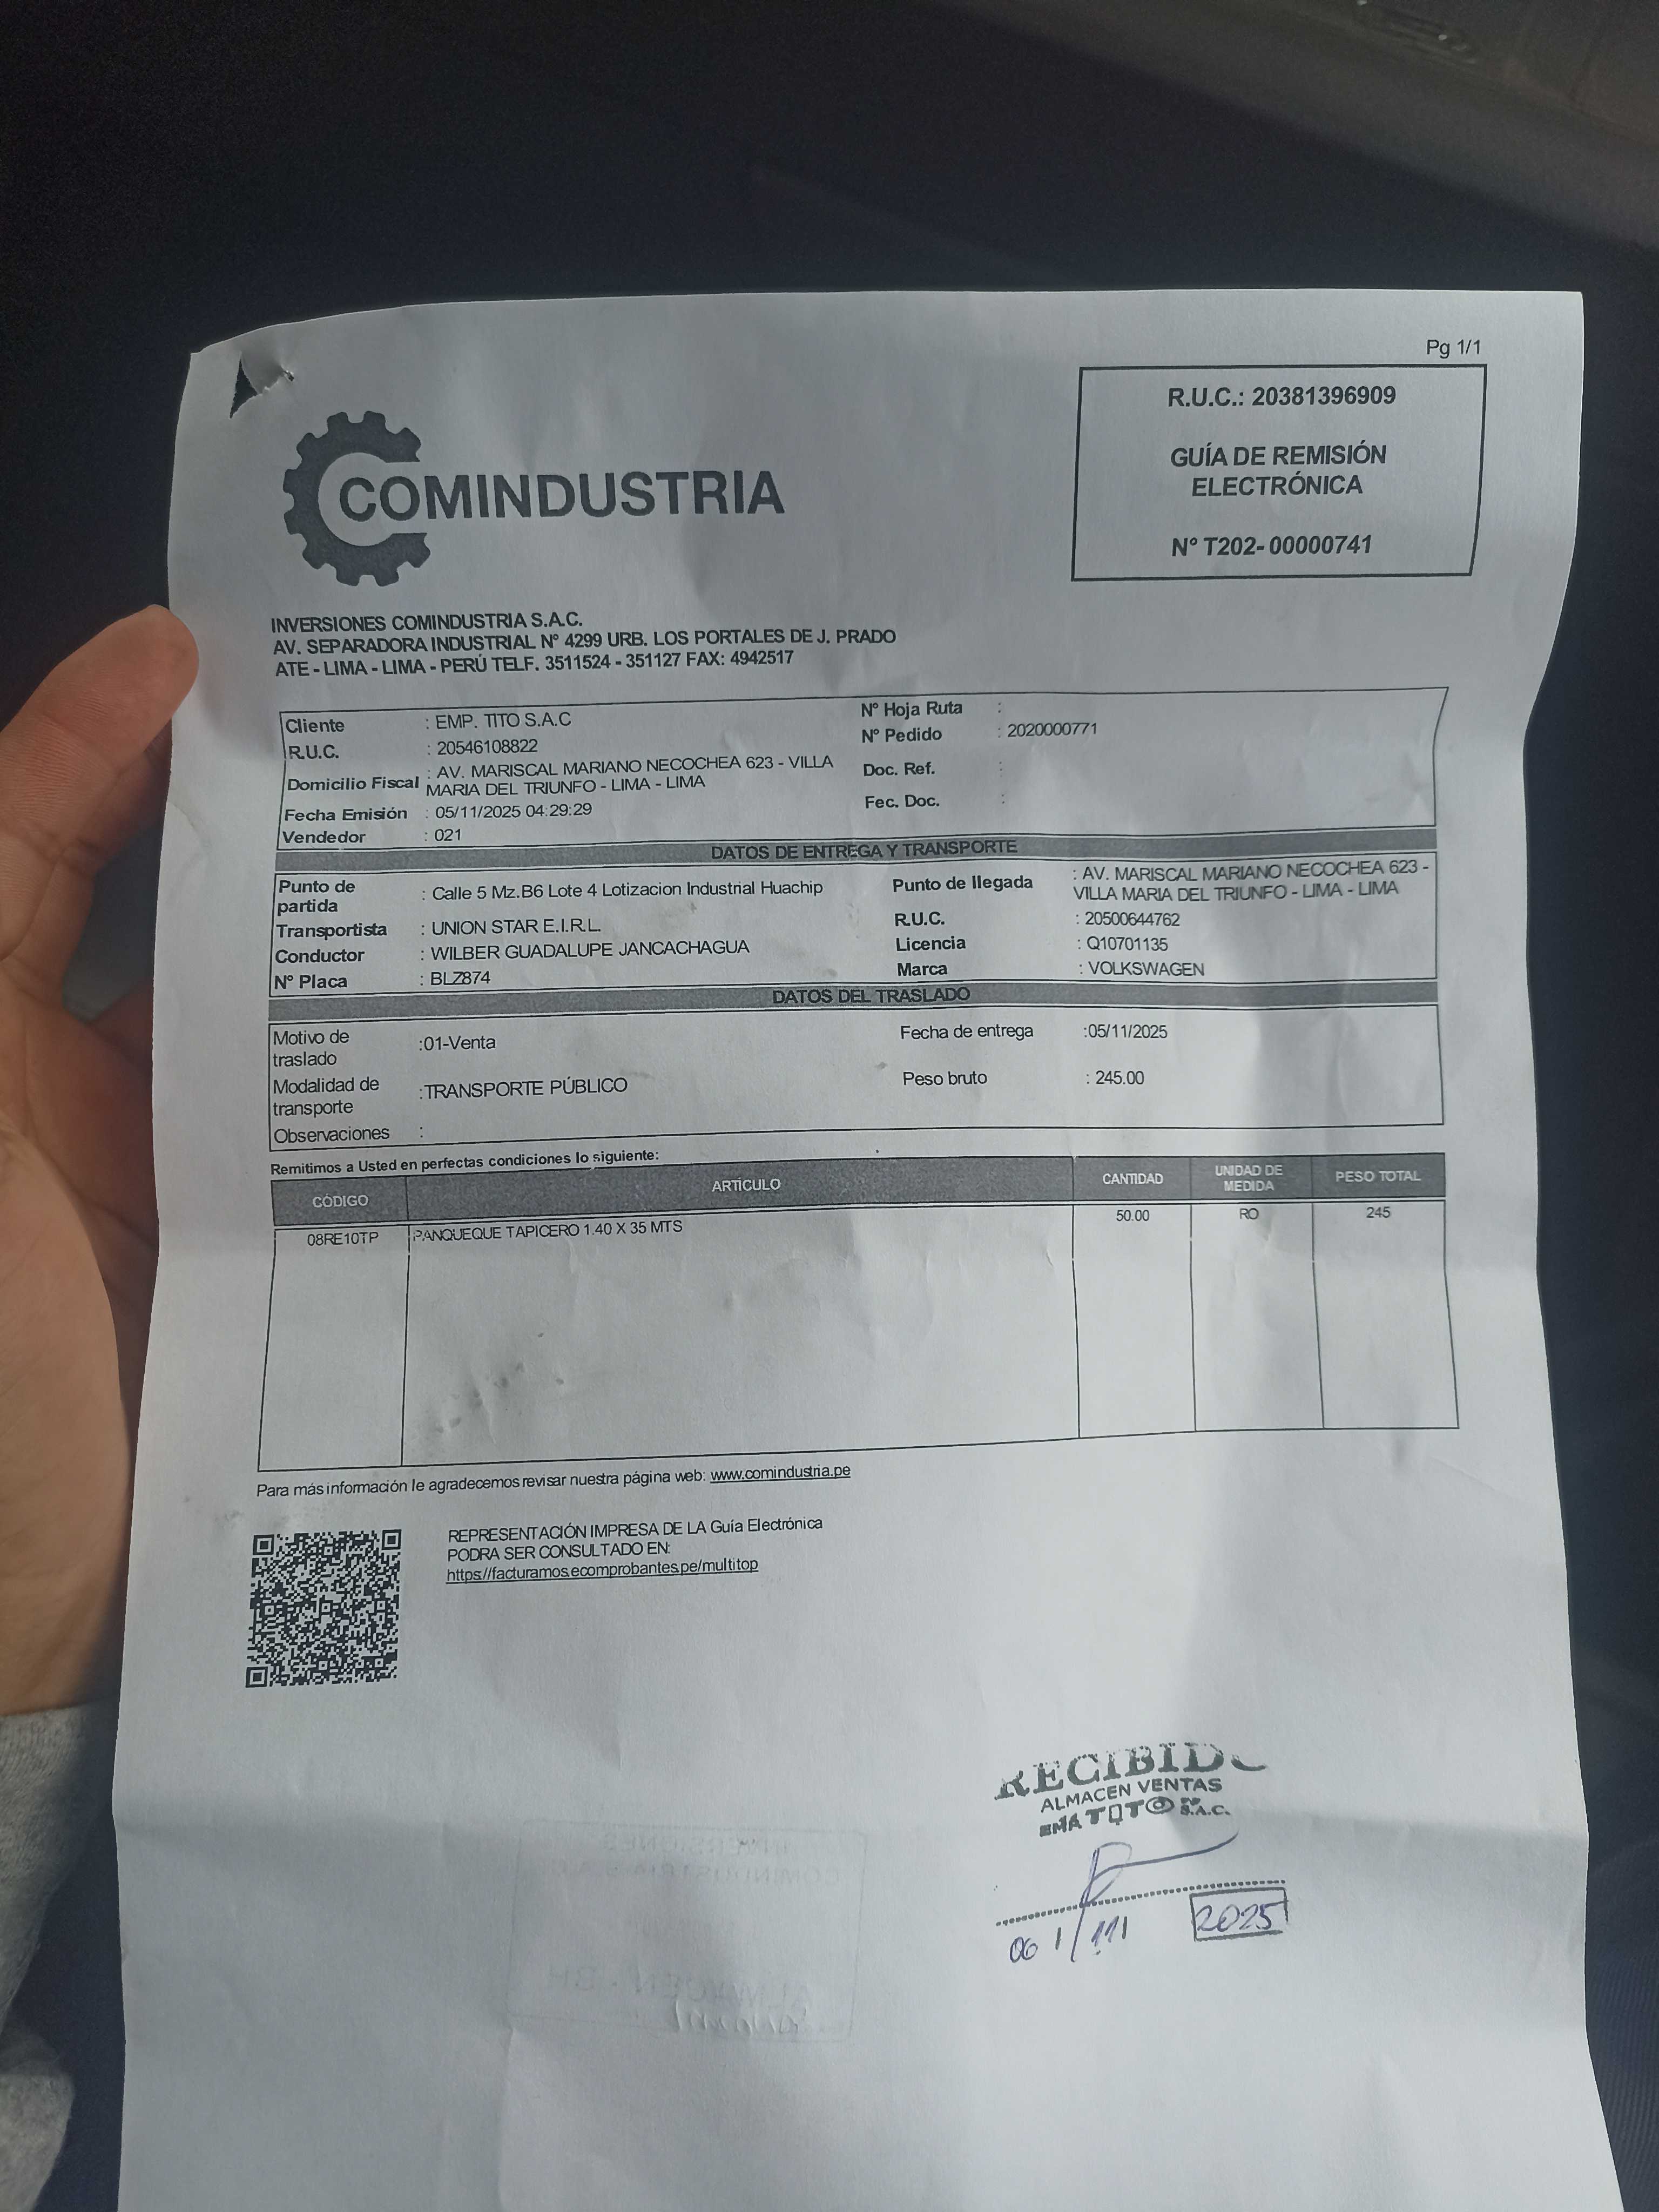 Pg 1/1
R.U.C.: 20381396909
GUÍA DE REMISIÓN
ELECTRÓNICA
N° T202- 00000741
COMINDUSTRIA
INVERSIONES COMINDUSTRIA S.A.C.
AV. SEPARADORA INDUSTRIAL N° 4299 URB. LOS PORTALES DE J. PRADO
ATE - LIMA - LIMA - PERÚ TELF. 3511524 - 351127 FAX: 4942517
Cliente : EMP. TITO S.A.C
R.U.C. : 20546108822
Domicilio Fiscal : AV. MARISCAL MARIANO NECOCHEA 623 - VILLA
MARIA DEL TRIUNFO - LIMA - LIMA
Fecha Emisión : 05/11/2025 04:29:29
Vendedor : 021
N° Hoja Ruta :
N° Pedido : 2020000771
Doc. Ref. :
Fec. Doc. :
DATOS DE ENTREGA Y TRANSPORTE
Punto de
partida : Calle 5 Mz.B6 Lote 4 Lotizacion Industrial Huachip
Transportista : UNION STAR E.I.R.L.
Conductor : WILBER GUADALUPE JANCACHAGUA
N° Placa : BLZ874
Punto de llegada : AV. MARISCAL MARIANO NECOCHEA 623 -
VILLA MARIA DEL TRIUNFO - LIMA - LIMA
R.U.C. : 20500644762
Licencia : Q10701135
Marca : VOLKSWAGEN
DATOS DEL TRASLADO
Motivo de
traslado :01-Venta
Modalidad de
transporte :TRANSPORTE PÚBLICO
Observaciones :
Fecha de entrega :05/11/2025
Peso bruto : 245.00
Remitimos a Usted en perfectas condiciones lo siguiente:
CÓDIGO ARTÍCULO CANTIDAD UNIDAD DE MEDIDA PESO TOTAL
08RE10TP PANQUEQUE TAPICERO 1.40 X 35 MTS 50.00 RO 245
Para más información le agradecemos revisar nuestra página web: www.comindustria.pe
REPRESENTACIÓN IMPRESA DE LA Guía Electrónica
PODRA SER CONSULTADO EN:
https://facturamos.ecomprobantes.pe/multitop
RECIBIDO
ALMACEN VENTAS
TITO S.A.C.
06 / 11 2025